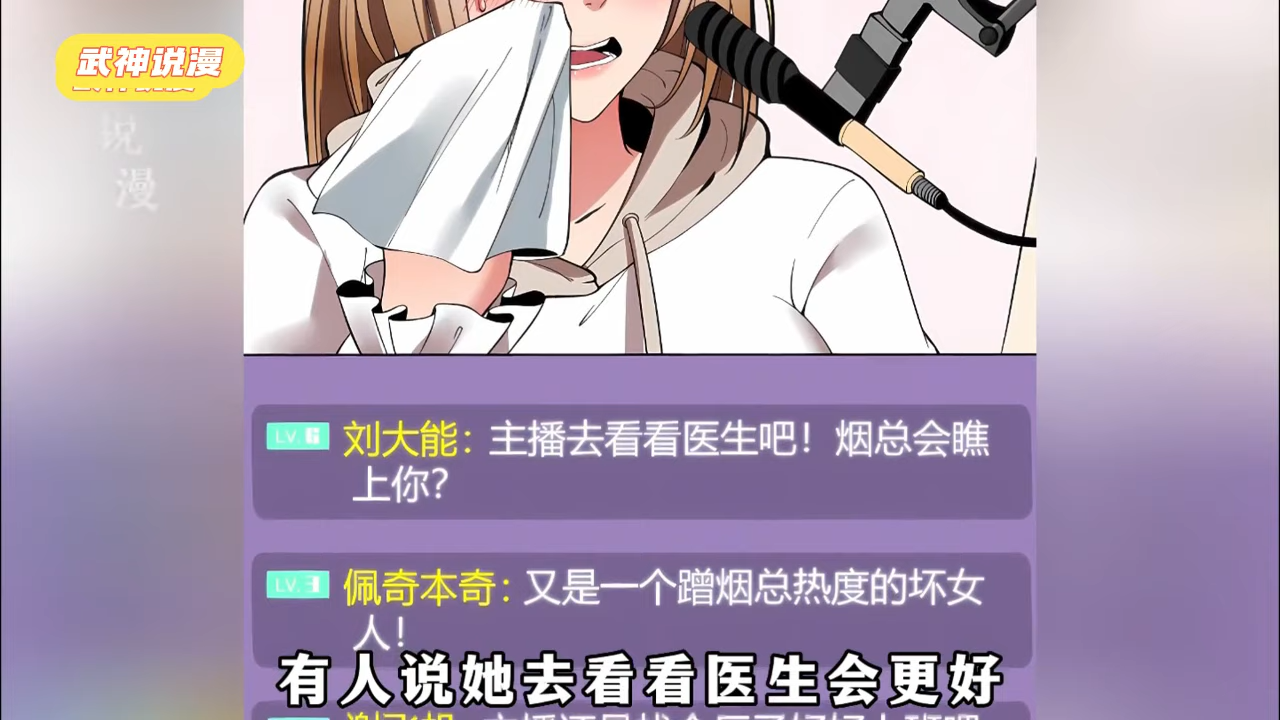 武神说漫
说
漫
LV.6 刘大能：主播去看看医生吧！烟总会瞧
上你？
LV.3 佩奇本奇：又是一个蹭烟总热度的坏女
人！
有人说她去看看医生会更好